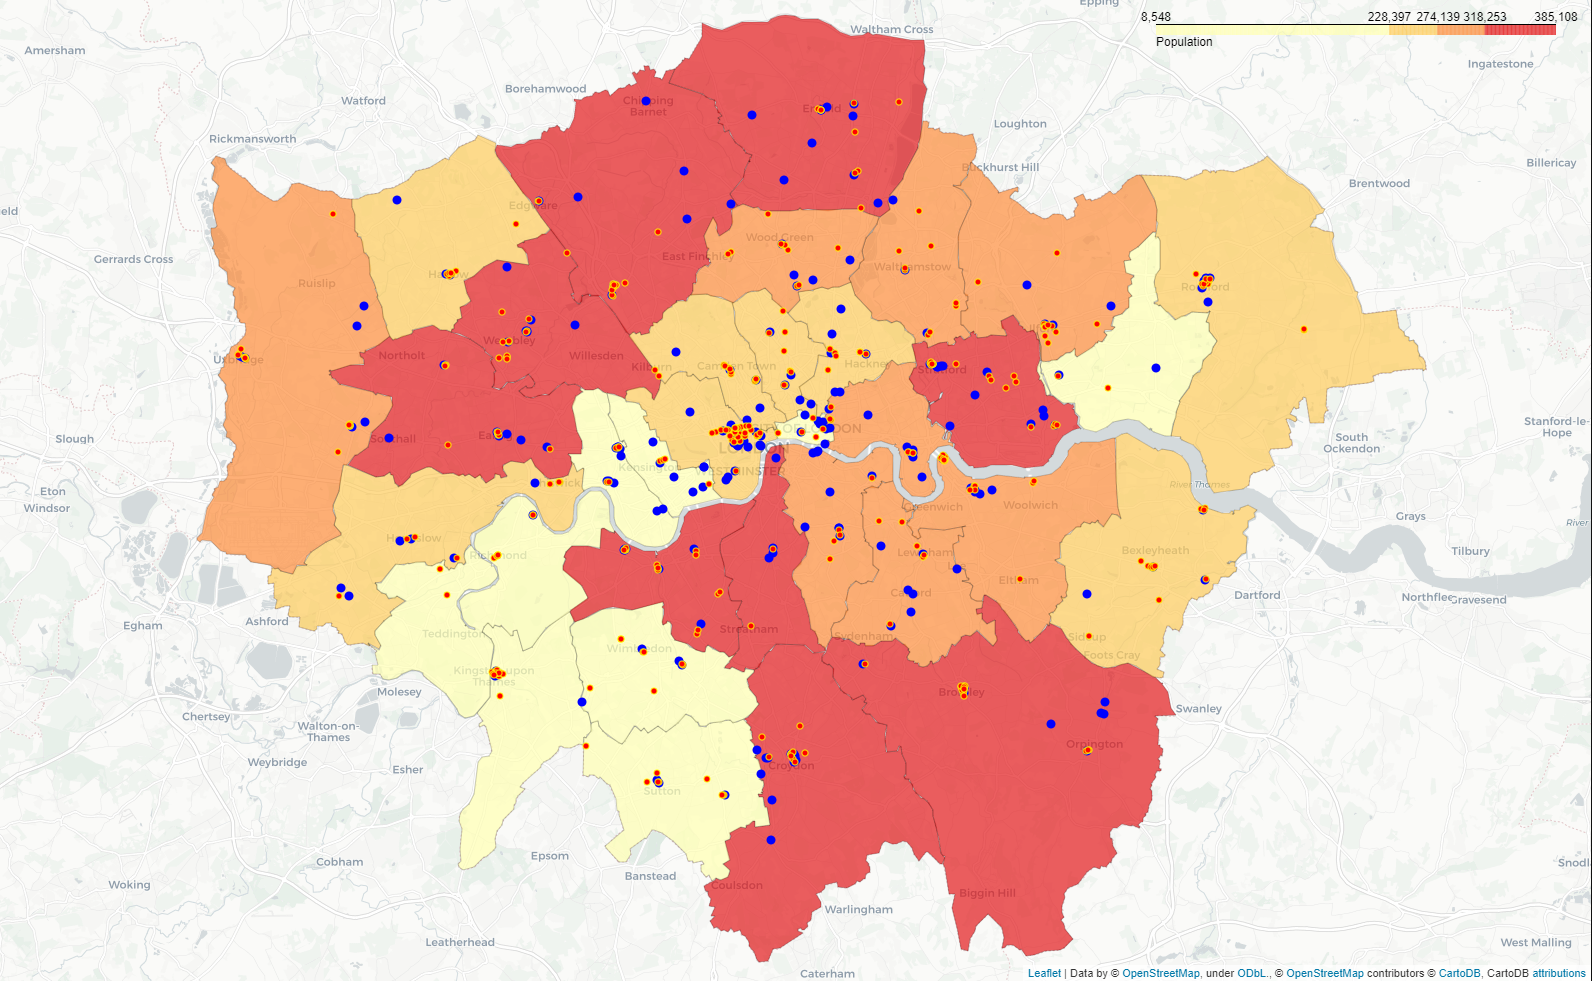 Epping
8,548 228,397 274,139 318,253 385,108
Population
Amersham
Waltham Cross
Ingatestone
Borehamwood
Watford
Chipping
Barnet
Loughton
Rickmansworth
Buckhurst Hill
Billericay
Brentwood
Edgware
Wood Green
East Finchley
Gerrards Cross
Walthamstow
Ruislip
Romford
Wembley
Northolt
Willesden
Uxbridge
Kilburn
Camden Town
Hackney
Stratford
Slough
Southall
LONDON
South
Ockendon
Stanford-le-
Hope
Kensington
WESTMINSTER
Eton
Windsor
River Thames
Greenwich
Woolwich
Grays
River
Hounslow
Richmond
Lewisham
Bexleyheath
Tilbury
Eltham
Catford
Dartford
Northfleet
Gravesend
Egham
Ashford
Teddington
Streatham
Sydenham
Sidcup
Foots Cray
Wimbledon
Kingston upon
Thames
Molesey
Bromley
Chertsey
Swanley
Walton-on-
Thames
Orpington
Weybridge
Esher
Croydon
Sutton
Cobham
Epsom
Snodl
Woking
Banstead
Coulsdon
Biggin Hill
Warlingham
Leatherhead
West Malling
Caterham
Leaflet | Data by © OpenStreetMap, under ODbL., © OpenStreetMap contributors © CartoDB, CartoDB attributions